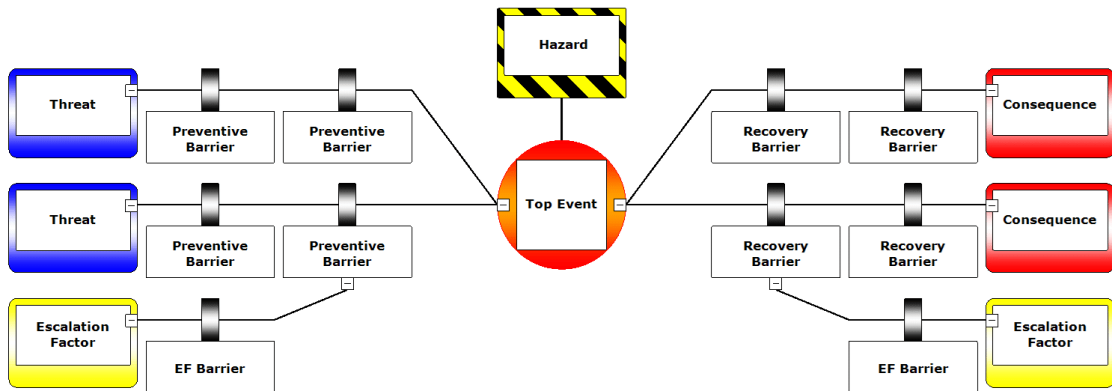 Hazard
Threat
Preventive
Barrier
Preventive
Barrier
Recovery
Barrier
Recovery
Barrier
Consequence
Top Event
Threat
Preventive
Barrier
Preventive
Barrier
Recovery
Barrier
Recovery
Barrier
Consequence
Escalation
Factor
EF Barrier
EF Barrier
Escalation
Factor